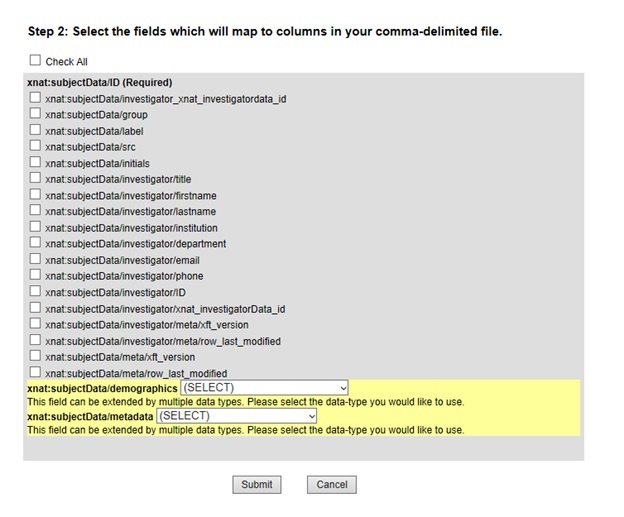 Step 2: Select the fields which will map to columns in your comma-delimited file.
Check All
xnat:subjectData/ID (Required)
xnat:subjectData/investigator_xnat_investigatordata_id
xnat:subjectData/group
xnat:subjectData/label
xnat:subjectData/src
xnat:subjectData/initials
xnat:subjectData/investigator/title
xnat:subjectData/investigator/firstname
xnat:subjectData/investigator/lastname
xnat:subjectData/investigator/institution
xnat:subjectData/investigator/department
xnat:subjectData/investigator/email
xnat:subjectData/investigator/phone
xnat:subjectData/investigator/ID
xnat:subjectData/investigator/xnat_investigatorData_id
xnat:subjectData/investigator/meta/xft_version
xnat:subjectData/investigator/meta/row_last_modified
xnat:subjectData/meta/xft_version
xnat:subjectData/meta/row_last_modified
xnat:subjectData/demographics (SELECT)
This field can be extended by multiple data types. Please select the data-type you would like to use.
xnat:subjectData/metadata (SELECT)
This field can be extended by multiple data types. Please select the data-type you would like to use.
Submit Cancel